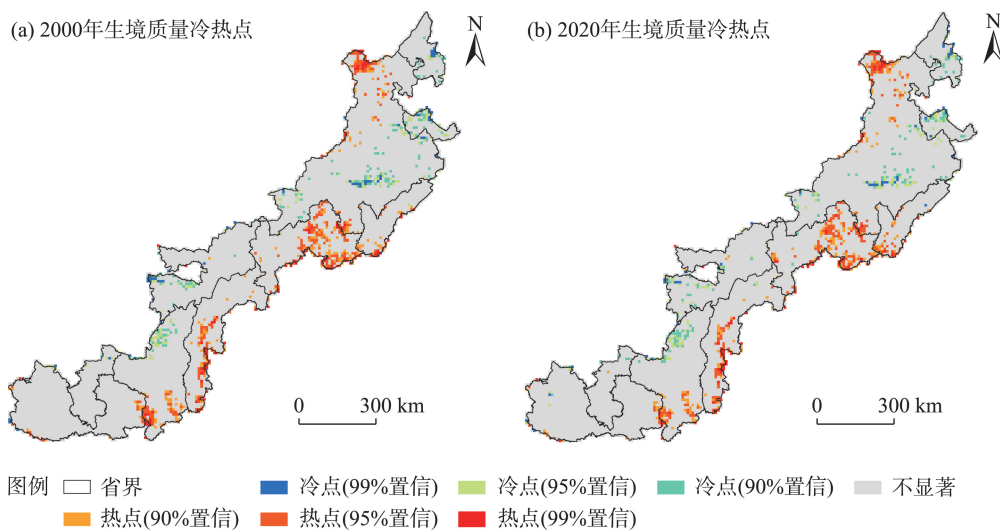 (a) 2000年生境质量冷热点
N
(b) 2020年生境质量冷热点
N
0 300 km
0 300 km
图例 省界 冷点(99%置信) 冷点(95%置信) 冷点(90%置信) 不显著
热点(90%置信) 热点(95%置信) 热点(99%置信)